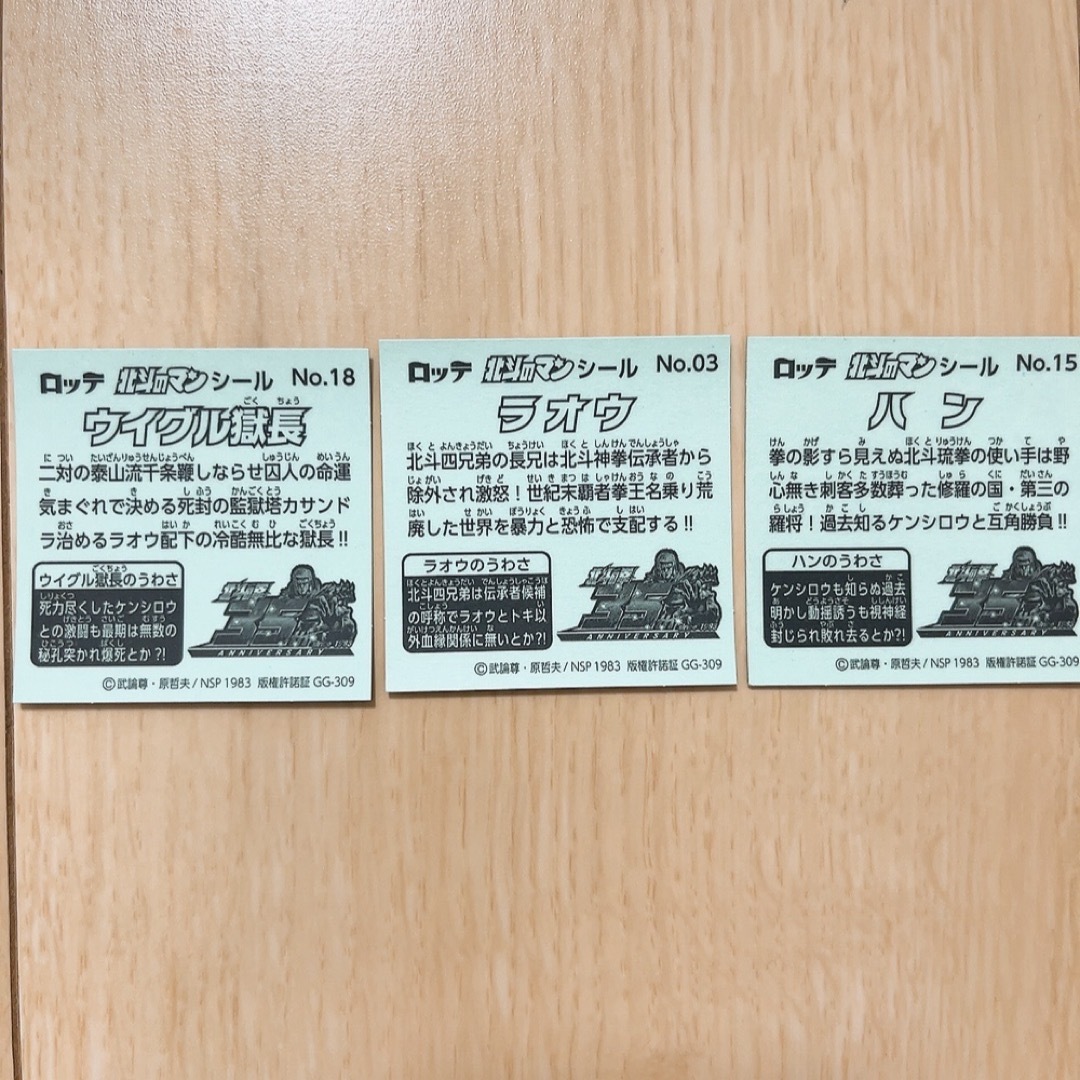 ロッテ 北斗のマンシール No.18
ウイグル獄長
二対の泰山流千条鞭しならせ囚人の命運
気まぐれで決める死封の監獄塔カサンド
ラ治めるラオウ配下の冷酷無比な獄長!!
ウイグル獄長のうわさ
死力尽くしたケンシロウ
との激闘も最期は無数の
秘孔突かれ爆死とか?!
35
ANNIVERSARY
©武論尊・原哲夫/NSP 1983 版権許諾証 GG-309
ロッテ 北斗のマンシール No.03
ラオウ
北斗四兄弟の長兄は北斗神拳伝承者から
除外され激怒!世紀末覇者拳王名乗り荒
廃した世界を暴力と恐怖で支配する!!
ラオウのうわさ
北斗四兄弟は伝承者候補
の呼称でラオウとトキ以
外血縁関係に無いとか?!
35
ANNIVERSARY
©武論尊・原哲夫/NSP 1983 版権許諾証 GG-309
ロッテ 北斗のマンシール No.15
ハン
拳の影すら見えぬ北斗琉拳の使い手は野
心無き刺客多数葬った修羅の国・第三の
羅将!過去知るケンシロウと互角勝負!!
ハンのうわさ
ケンシロウも知らぬ過去
明かし動揺誘うも視神経
封じられ敗れ去るとか?!
35
ANNIVERSARY
©武論尊・原哲夫/NSP 1983 版権許諾証 GG-309